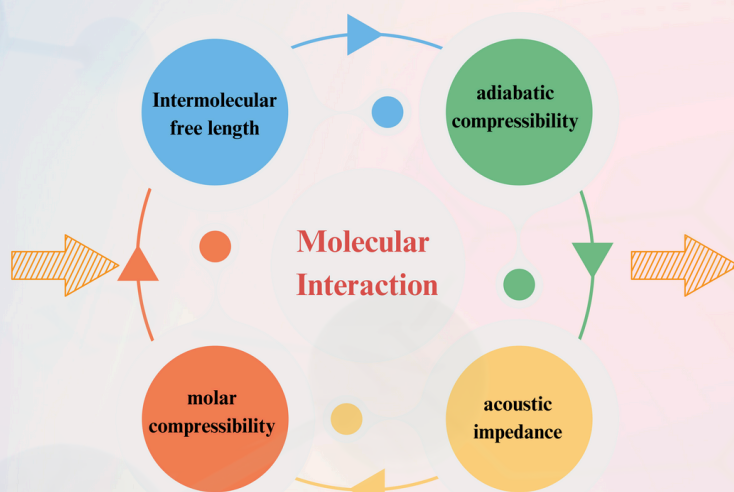 Intermolecular
free length
adiabatic
compressibility
Molecular
Interaction
molar
compressibility
acoustic
impedance